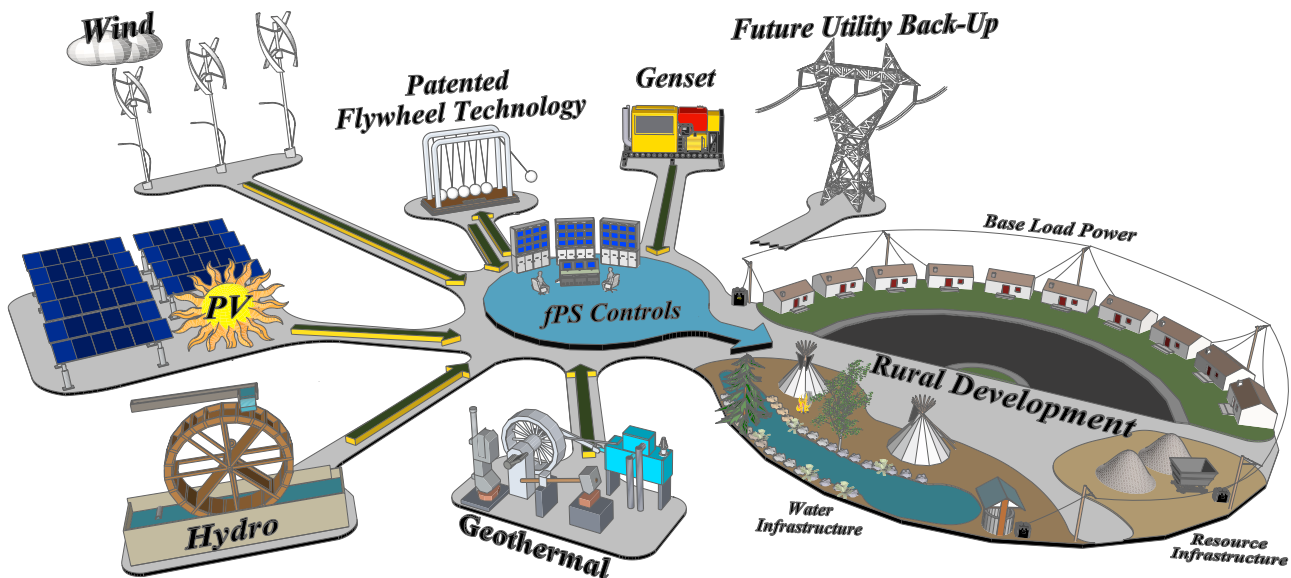 Wind
Patented
Flywheel Technology
Genset
Future Utility Back-Up
Base Load Power
PV
fPS Controls
Rural Development
Hydro
Geothermal
Water
Infrastructure
Resource
Infrastructure